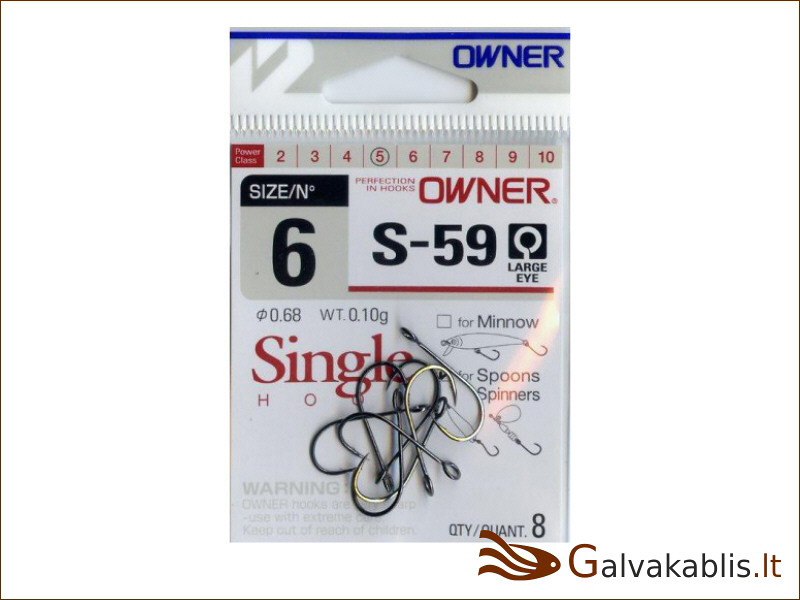 OWNER
Power Class 2 3 4 5 6 7 8 9 10
SIZE/Nº
6
PERFECTION
IN HOOKS
OWNER®
S-59
LARGE
EYE
Φ0.68 WT. 0.10g
for Minnow
Single
for Spoons
Spinners
WARNING
OWNER hooks are
-use with extreme care.
Keep out of reach of children.
QTY/QUANT. 8
Galvakablis.lt